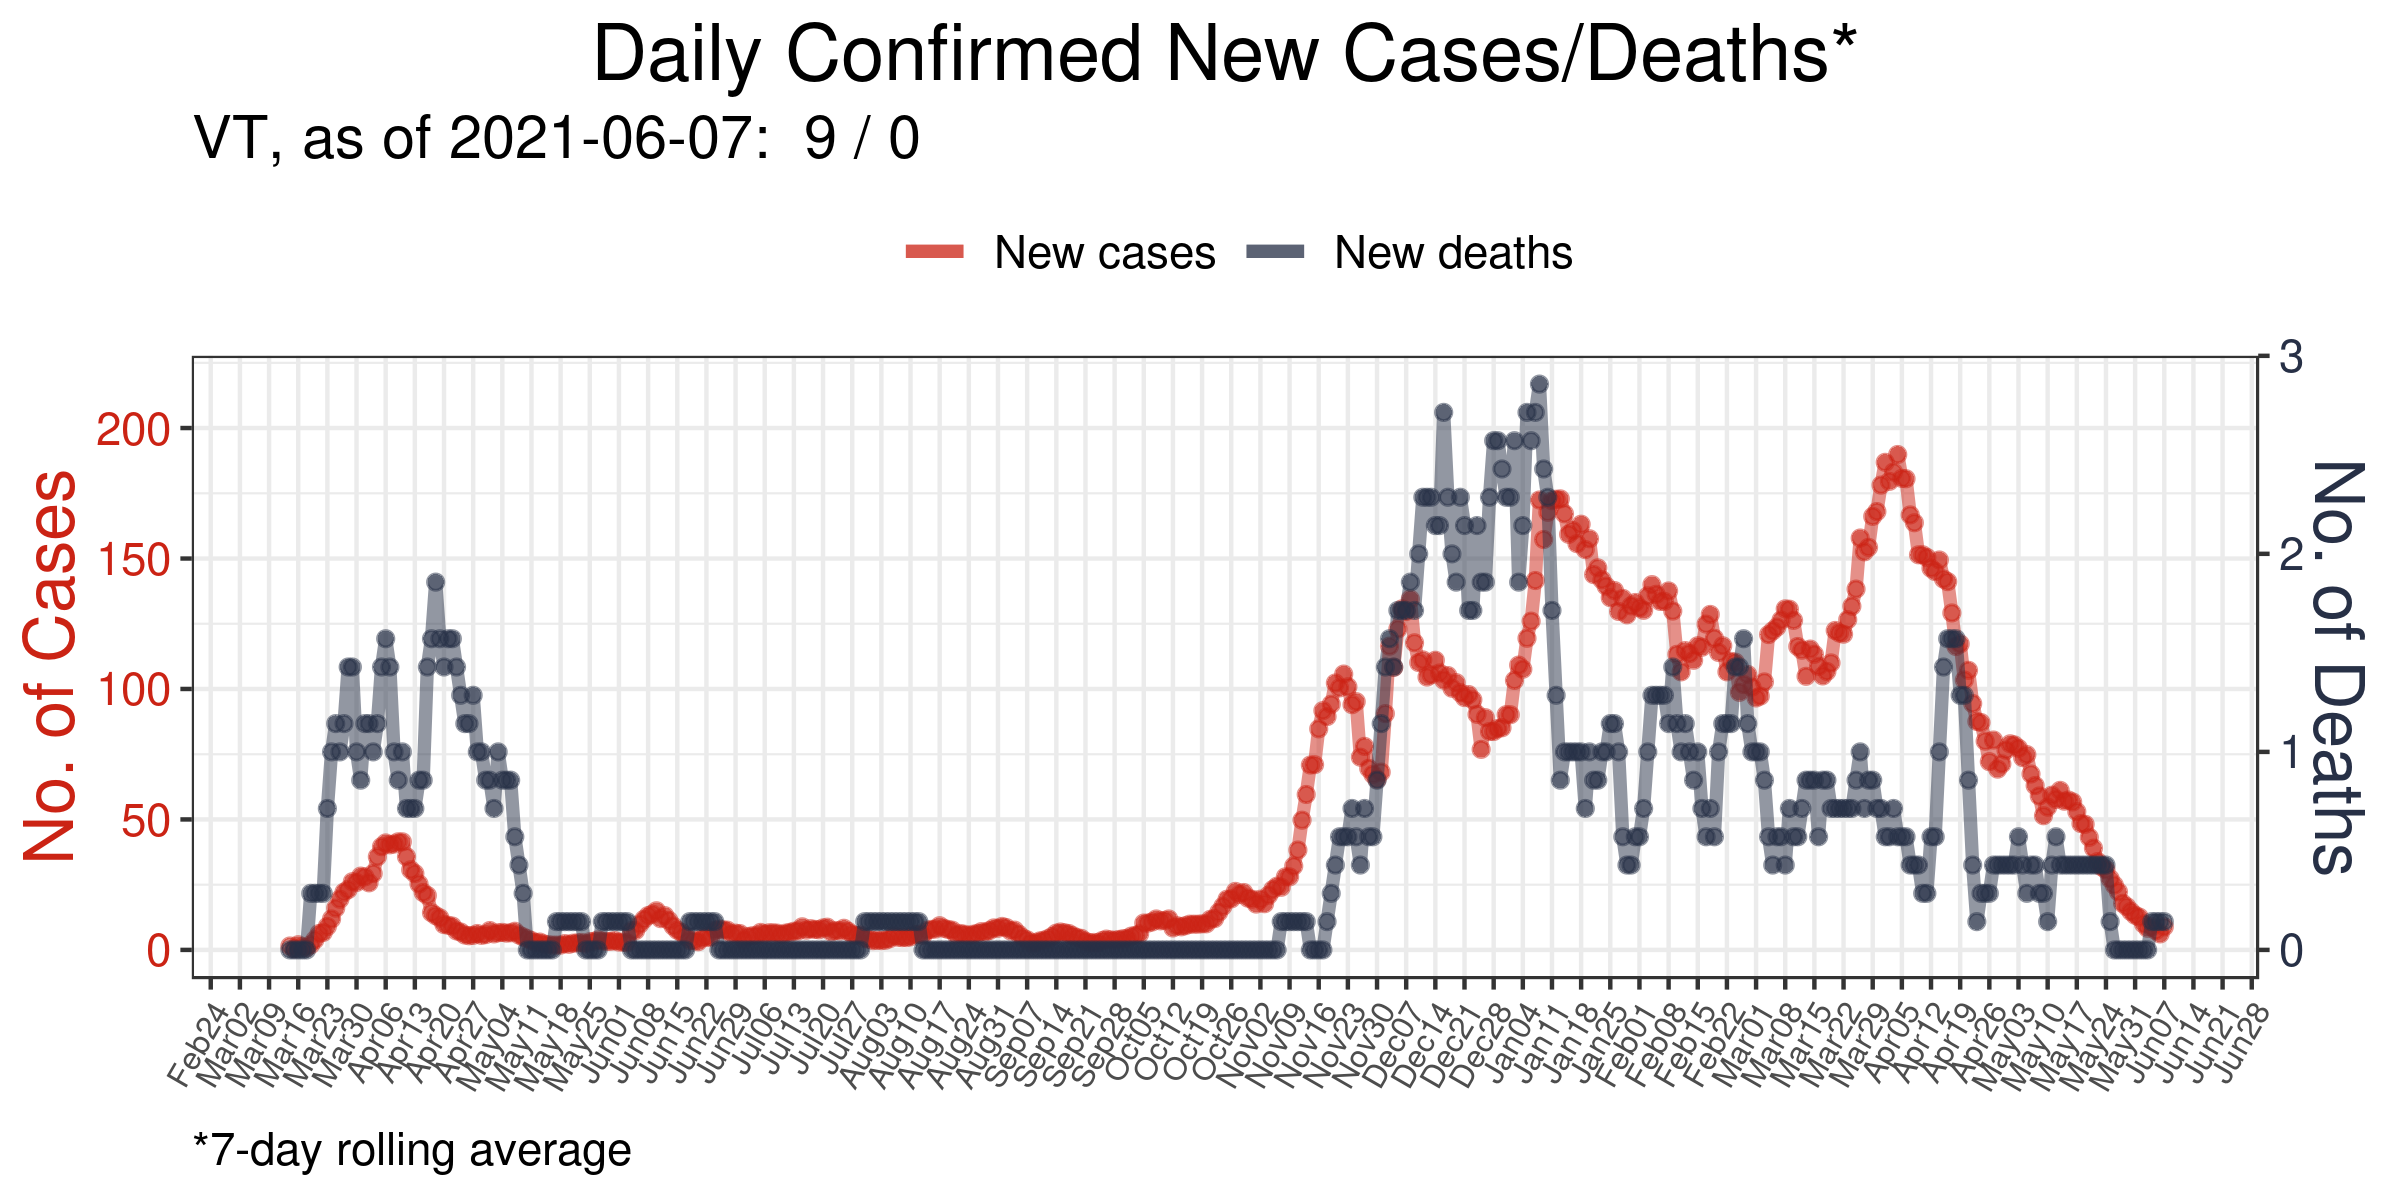 Daily Confirmed New Cases/Deaths*
VT, as of 2021-06-07:  9 / 0
New cases
New deaths
No. of Cases
200
150
100
50
0
3
2
1
0
No. of Deaths
Feb24
Mar02
Mar09
Mar16
Mar23
Mar30
Apr06
Apr13
Apr20
Apr27
May04
May11
May18
May25
Jun01
Jun08
Jun15
Jun22
Jun29
Jul06
Jul13
Jul20
Jul27
Aug03
Aug10
Aug17
Aug24
Aug31
Sep07
Sep14
Sep21
Sep28
Oct05
Oct12
Oct19
Oct26
Nov02
Nov09
Nov16
Nov23
Nov30
Dec07
Dec14
Dec21
Dec28
Jan04
Jan11
Jan18
Jan25
Feb01
Feb08
Feb15
Feb22
Mar01
Mar08
Mar15
Mar22
Mar29
Apr05
Apr12
Apr19
Apr26
May03
May10
May17
May24
May31
Jun07
Jun14
Jun21
Jun28
*7-day rolling average